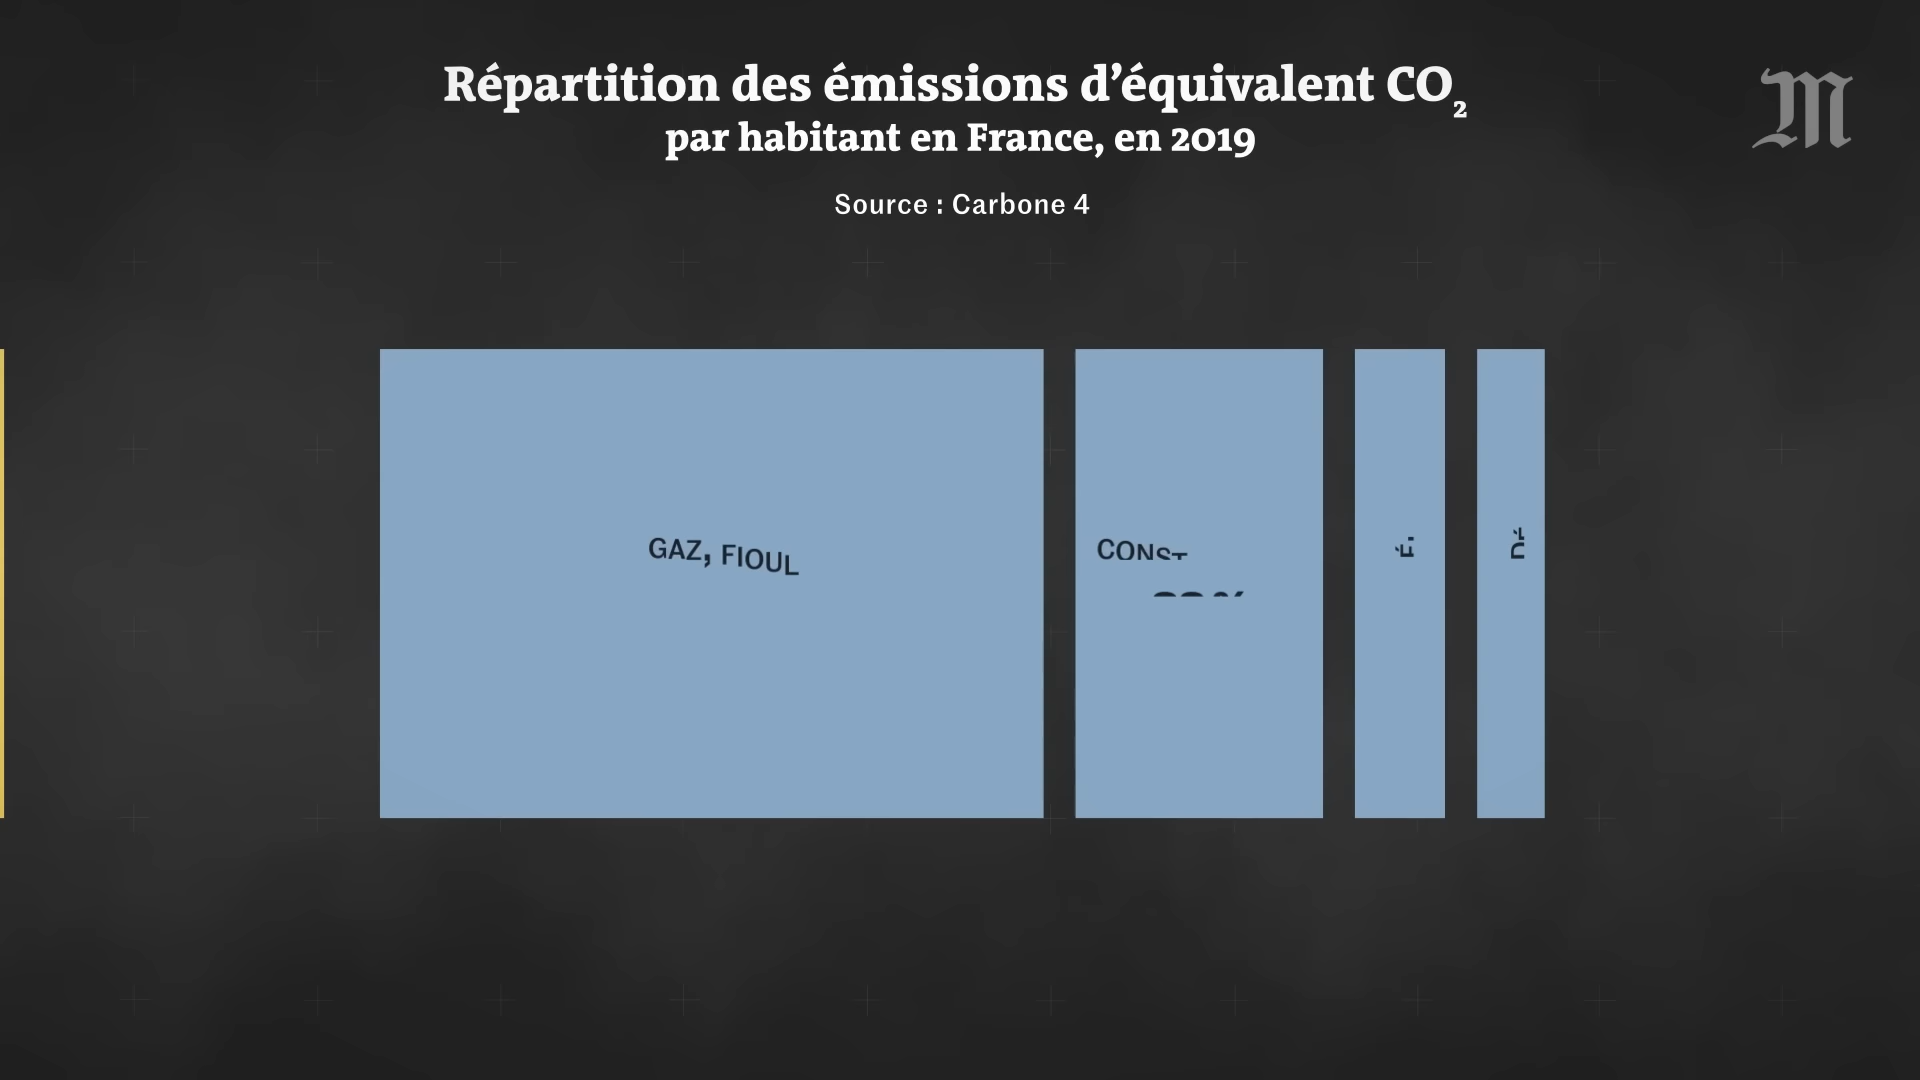 Répartition des émissions d’équivalent CO₂
par habitant en France, en 2019
Source : Carbone 4
GAZ, FIOUL